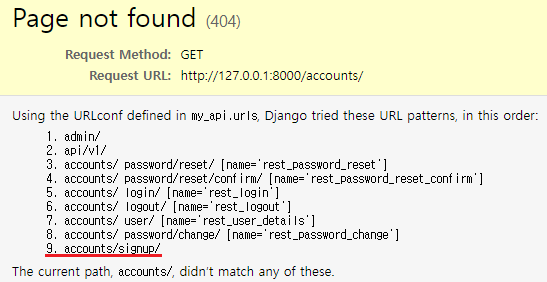 Page not found (404)
Request Method: GET
Request URL: http://127.0.0.1:8000/accounts/
Using the URLconf defined in my_api.urls, Django tried these URL patterns, in this order:
1. admin/
2. api/v1/
3. accounts/ password/reset/ [name='rest_password_reset']
4. accounts/ password/reset/confirm/ [name='rest_password_reset_confirm']
5. accounts/ login/ [name='rest_login']
6. accounts/ logout/ [name='rest_logout']
7. accounts/ user/ [name='rest_user_details']
8. accounts/ password/change/ [name='rest_password_change']
9. accounts/signup/
The current path, accounts/, didn't match any of these.